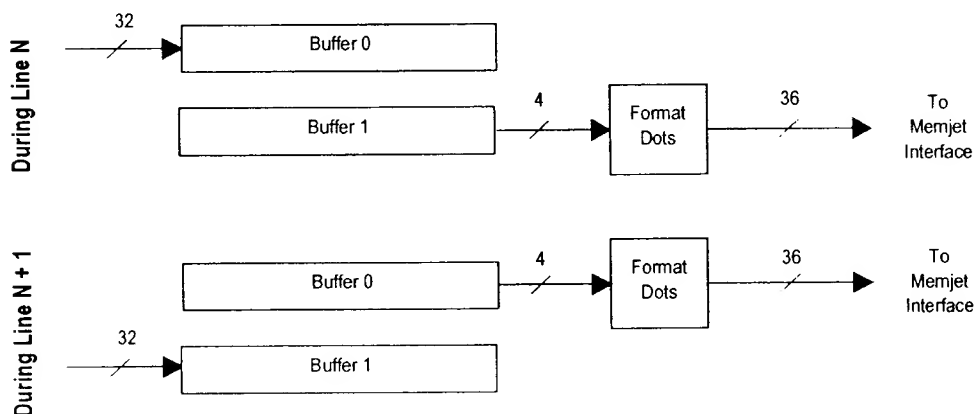 During Line N
32
Buffer 0
Buffer 1
4
Format
Dots
36
To
Memjet
Interface
During Line N + 1
Buffer 0
4
Format
Dots
36
To
Memjet
Interface
32
Buffer 1